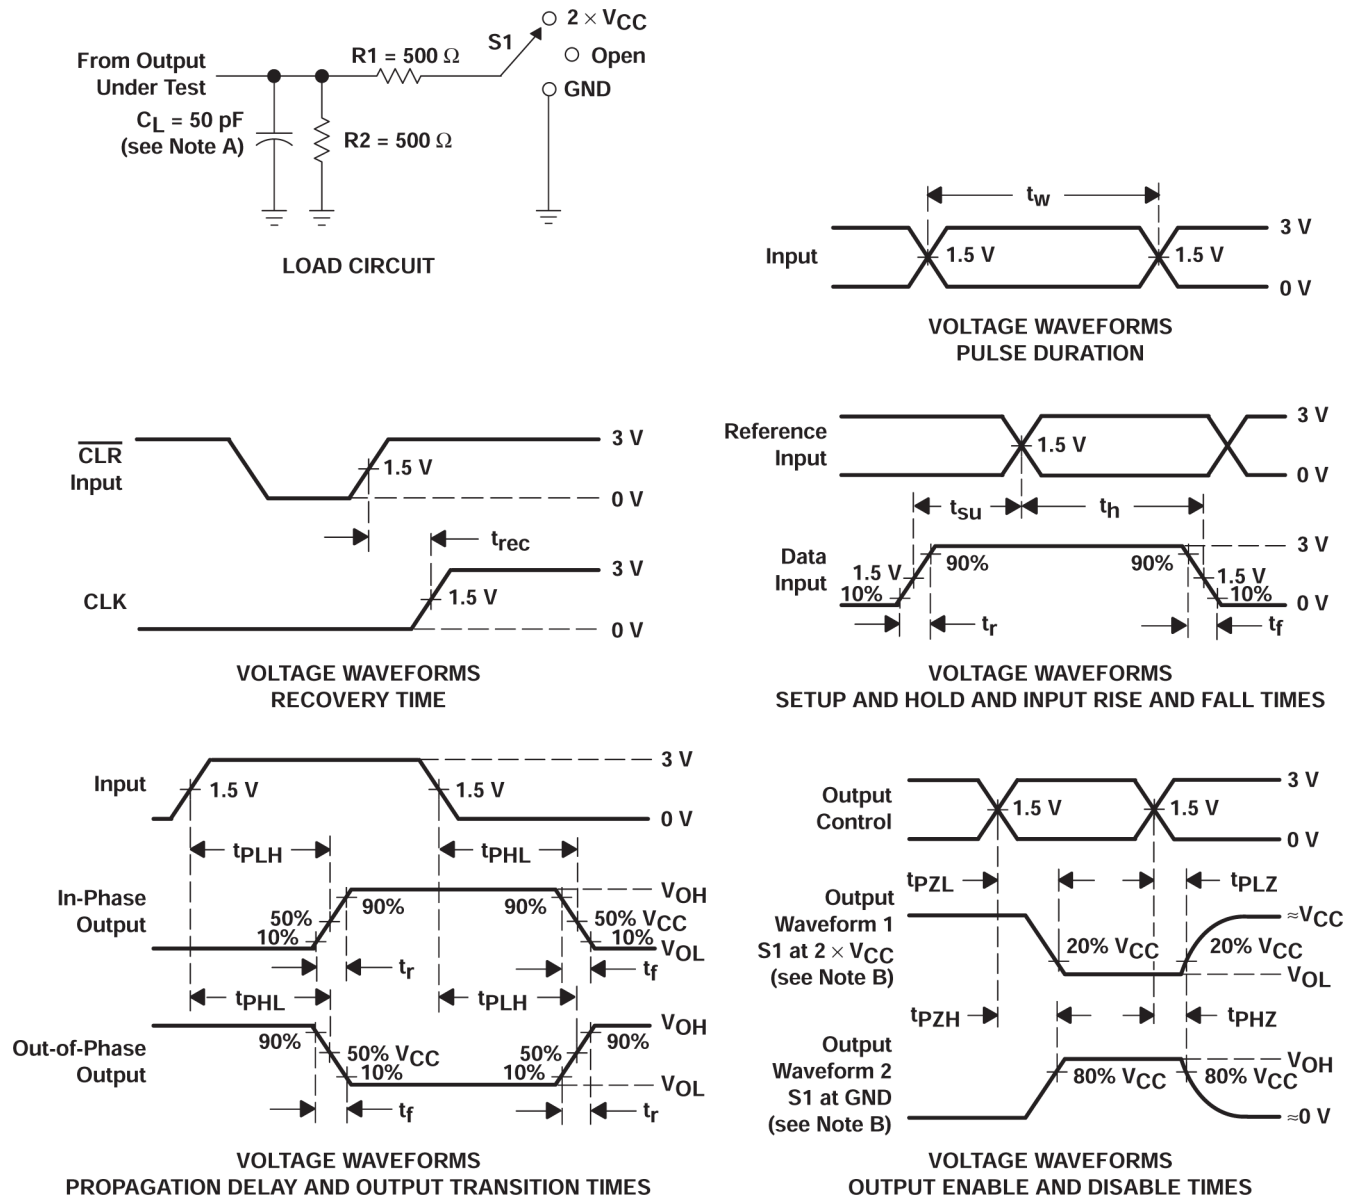 2 × VCC
S1
Open
From Output
Under Test
R1 = 500 Ω
GND
CL = 50 pF
(see Note A)
R2 = 500 Ω
LOAD CIRCUIT
tw
3 V
Input
1.5 V
1.5 V
0 V
VOLTAGE WAVEFORMS
PULSE DURATION
CLR
Input
3 V
1.5 V
0 V
trec
CLK
3 V
1.5 V
0 V
VOLTAGE WAVEFORMS
RECOVERY TIME
Reference
Input
3 V
1.5 V
0 V
tsu
th
Data
Input
3 V
90%
90%
1.5 V
1.5 V
10%
10%
0 V
tr
tf
VOLTAGE WAVEFORMS
SETUP AND HOLD AND INPUT RISE AND FALL TIMES
Input
3 V
1.5 V
1.5 V
0 V
tPLH
tPHL
In-Phase
Output
VOH
90%
90%
50%
50% VCC
10%
10%
VOL
tr
tf
tPHL
tPLH
Out-of-Phase
Output
VOH
90%
90%
50% VCC
50%
10%
10%
VOL
tf
tr
VOLTAGE WAVEFORMS
PROPAGATION DELAY AND OUTPUT TRANSITION TIMES
Output
Control
3 V
1.5 V
1.5 V
0 V
tPZL
tPLZ
Output
Waveform 1
S1 at 2 × VCC
(see Note B)
≈VCC
20% VCC
20% VCC
VOL
tPZH
tPHZ
Output
Waveform 2
S1 at GND
(see Note B)
VOH
80% VCC
80% VCC
≈0 V
VOLTAGE WAVEFORMS
OUTPUT ENABLE AND DISABLE TIMES